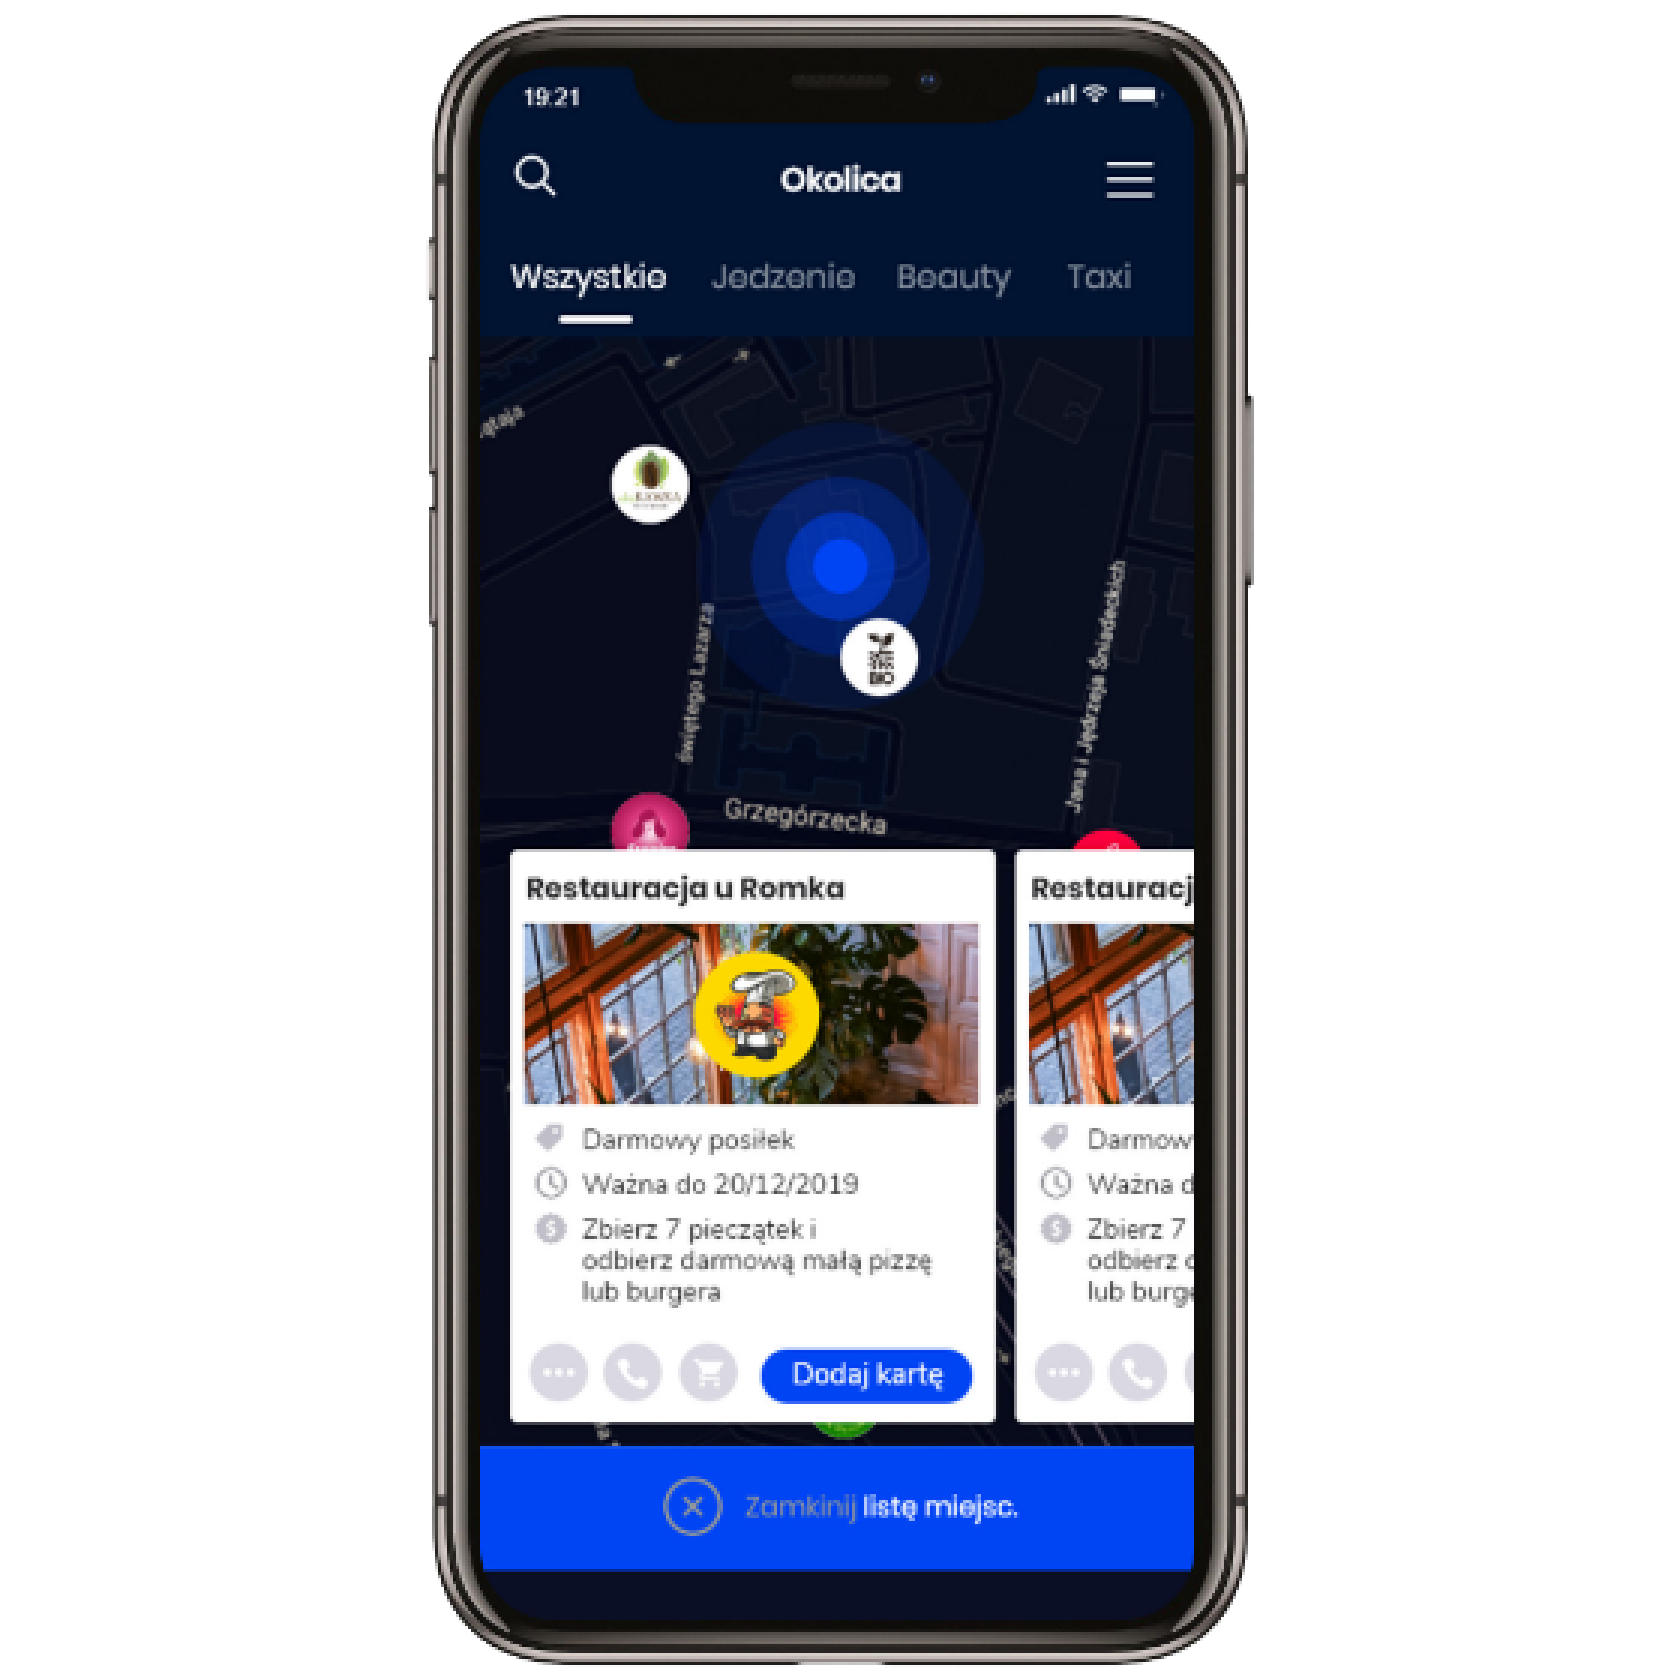 19:21
Okolica
Wszystkie Jedzenie Beauty Taxi
Świętego Łazarza
Jana i Jędrzeja Śniadeckich
Grzegórzecka
Restauracja u Romka
Restauracj
Darmowy posiłek
Darmow
Ważna do 20/12/2019
Ważna d
Zbierz 7 pieczątek i
odbierz darmową małą pizzę
lub burgera
Zbierz 7
odbierz
lub burge
Dodaj kartę
Zamkinij listę miejsc.